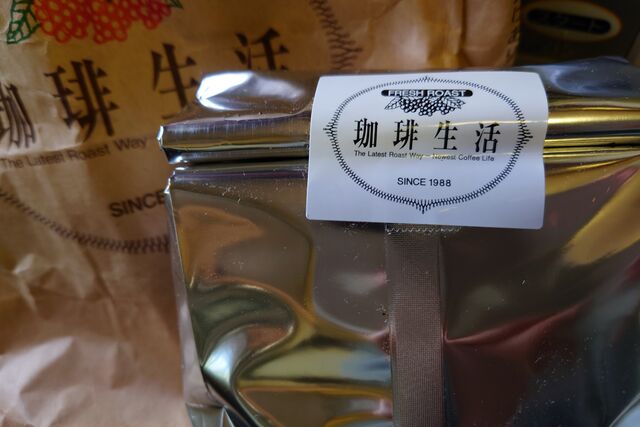 珈琲生活
The Latest Roast Way
SINCE
FRESH ROAST
珈琲生活
The Latest Roast Way Newest Coffee Life
SINCE 1988